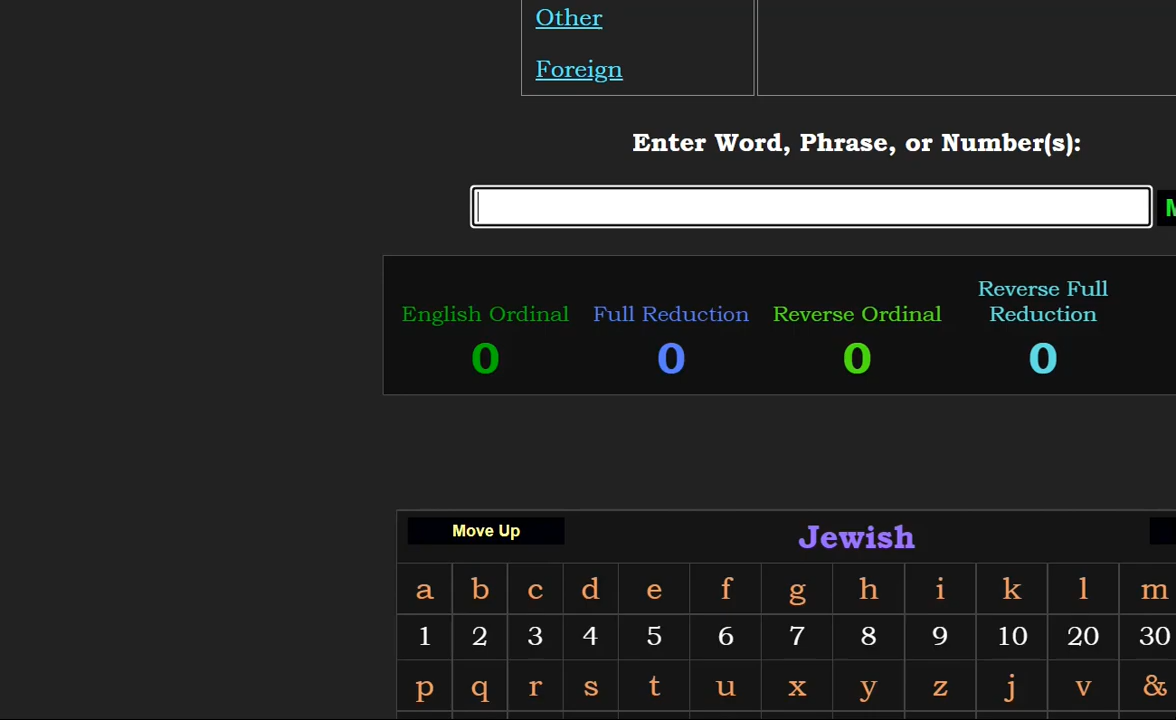 Other
Foreign
Enter Word, Phrase, or Number(s):
M
English Ordinal Full Reduction Reverse Ordinal Reverse Full Reduction
0 0 0 0
Move Up Jewish
a b c d e f g h i k l m
1 2 3 4 5 6 7 8 9 10 20 30
p q r s t u x y z j v &